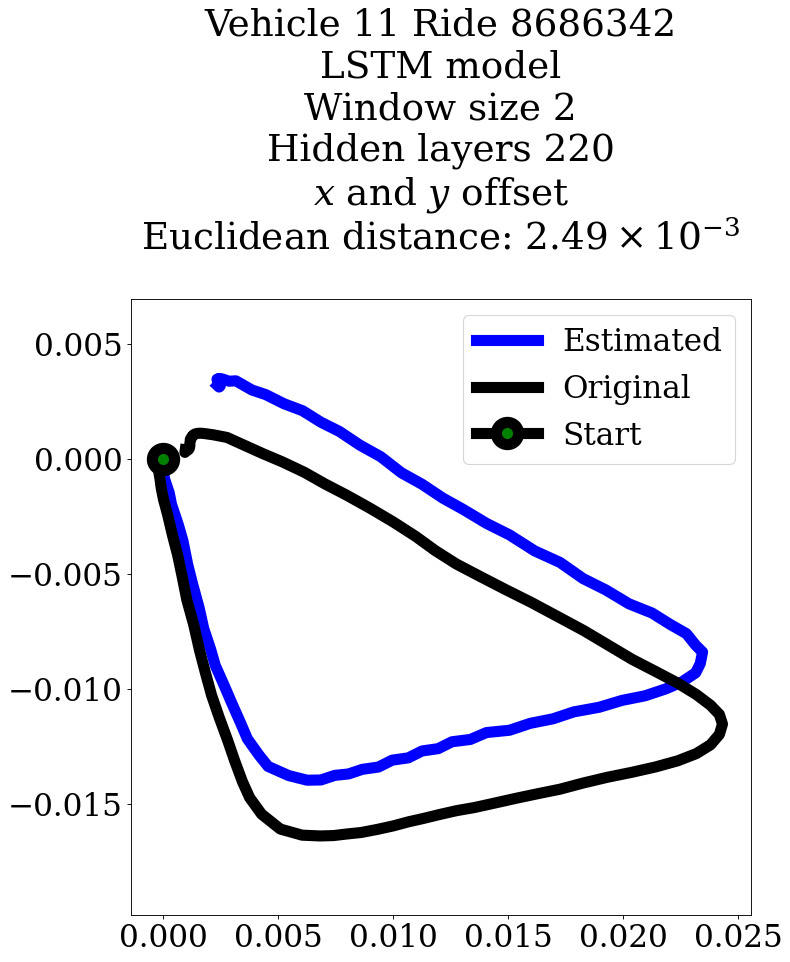 Vehicle 11 Ride 8686342
LSTM model
Window size 2
Hidden layers 220
x and y offset
Euclidean distance: 2.49 × 10⁻³
Estimated
Original
Start
0.005
0.000
−0.005
−0.010
−0.015
0.000 0.005 0.010 0.015 0.020 0.025